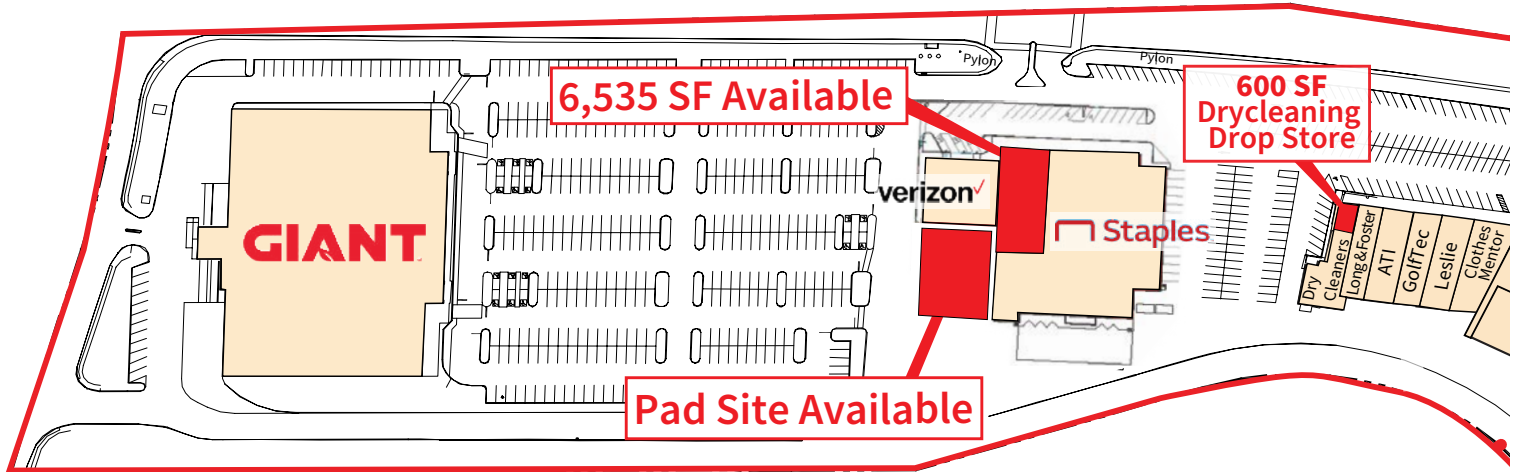 Pylon
Pylon
6,535 SF Available
600 SF
Drycleaning
Drop Store
verizon
GIANT
Staples
Dry
Cleaners
Long&Foster
ATI
GolfTec
Leslie
Clothes
Mentor
Pad Site Available